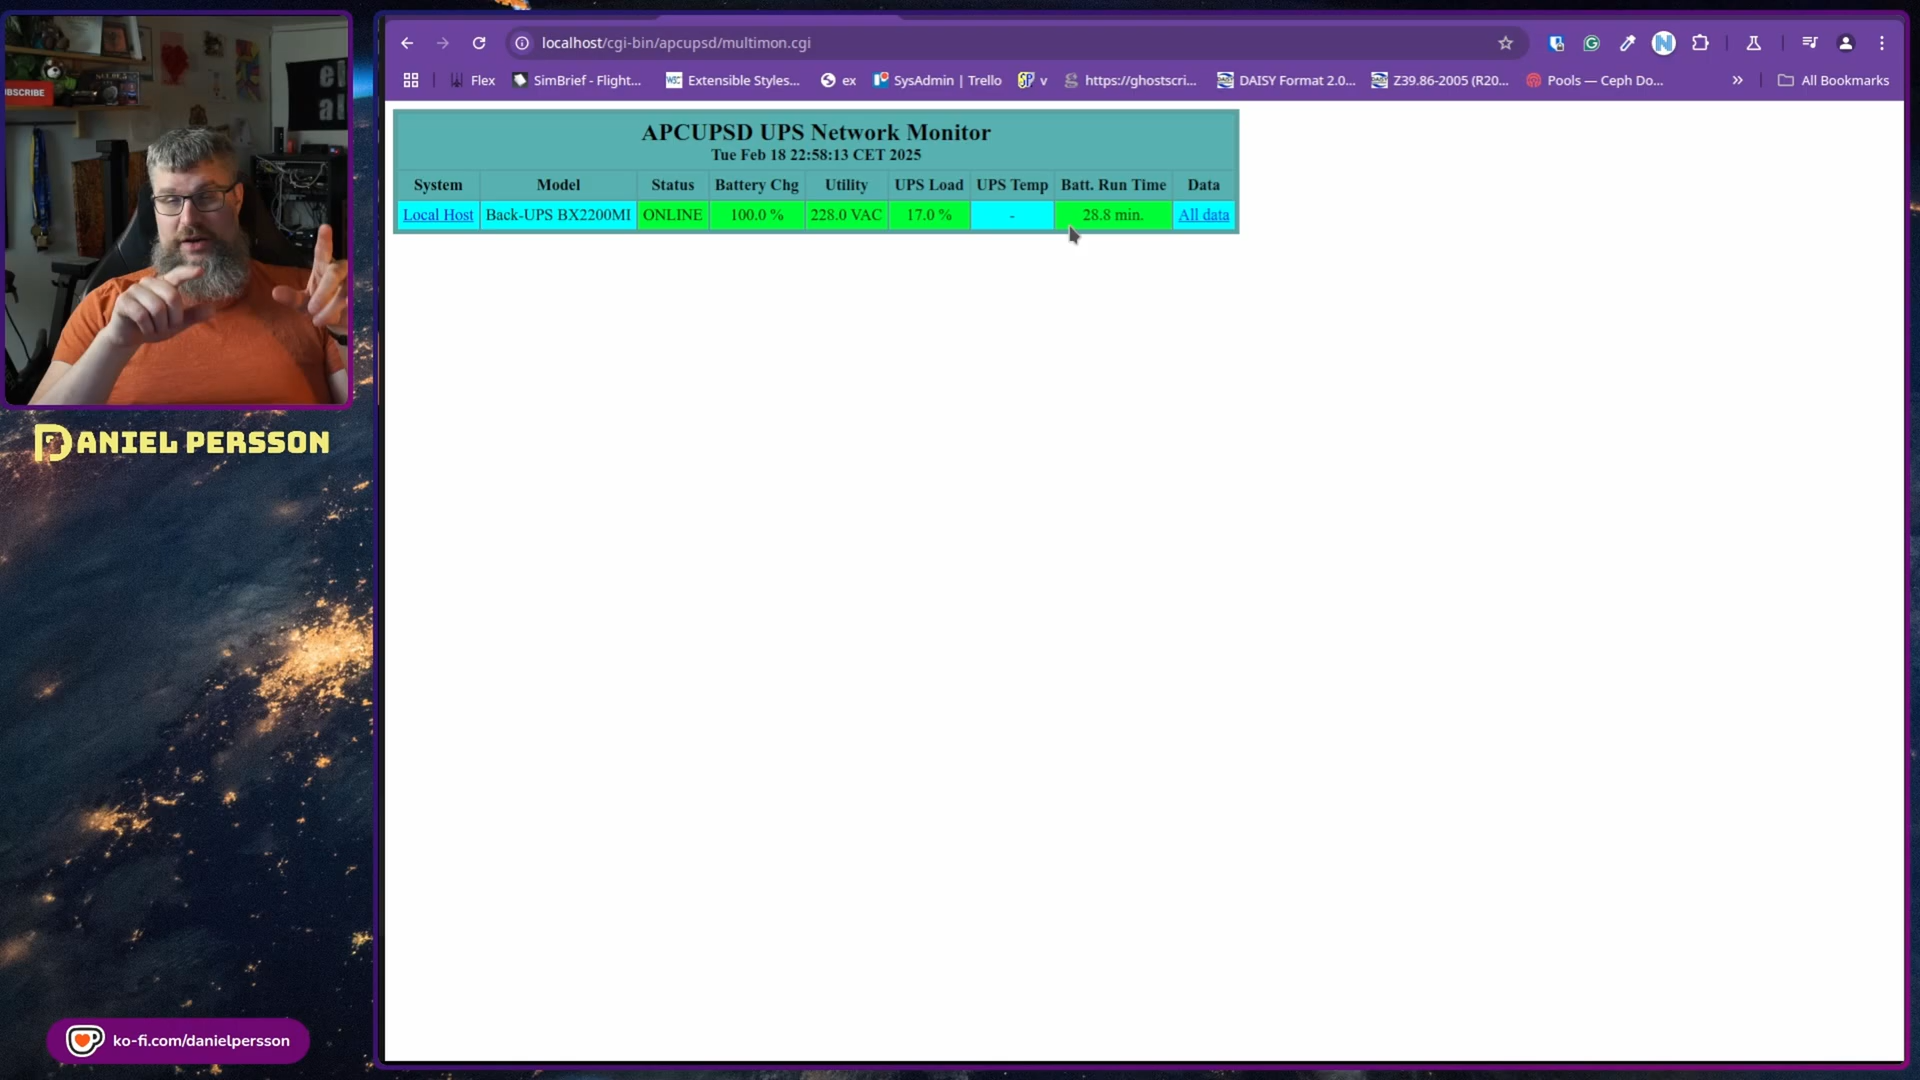 UBSCRIBE
DANIEL PERSSON
ko-fi.com/danielpersson
localhost/cgi-bin/apcupsd/multimon.cgi
Flex
SimBrief - Flight...
Extensible Styles...
ex
SysAdmin | Trello
v
https://ghostscri...
DAISY Format 2.0...
Z39.86-2005 (R20...
Pools — Ceph Do...
»
All Bookmarks
APCUPSD UPS Network Monitor
Tue Feb 18 22:58:13 CET 2025
System Model Status Battery Chg Utility UPS Load UPS Temp Batt. Run Time Data
Local Host Back-UPS BX2200MI ONLINE 100.0 % 228.0 VAC 17.0 % - 28.8 min. All data